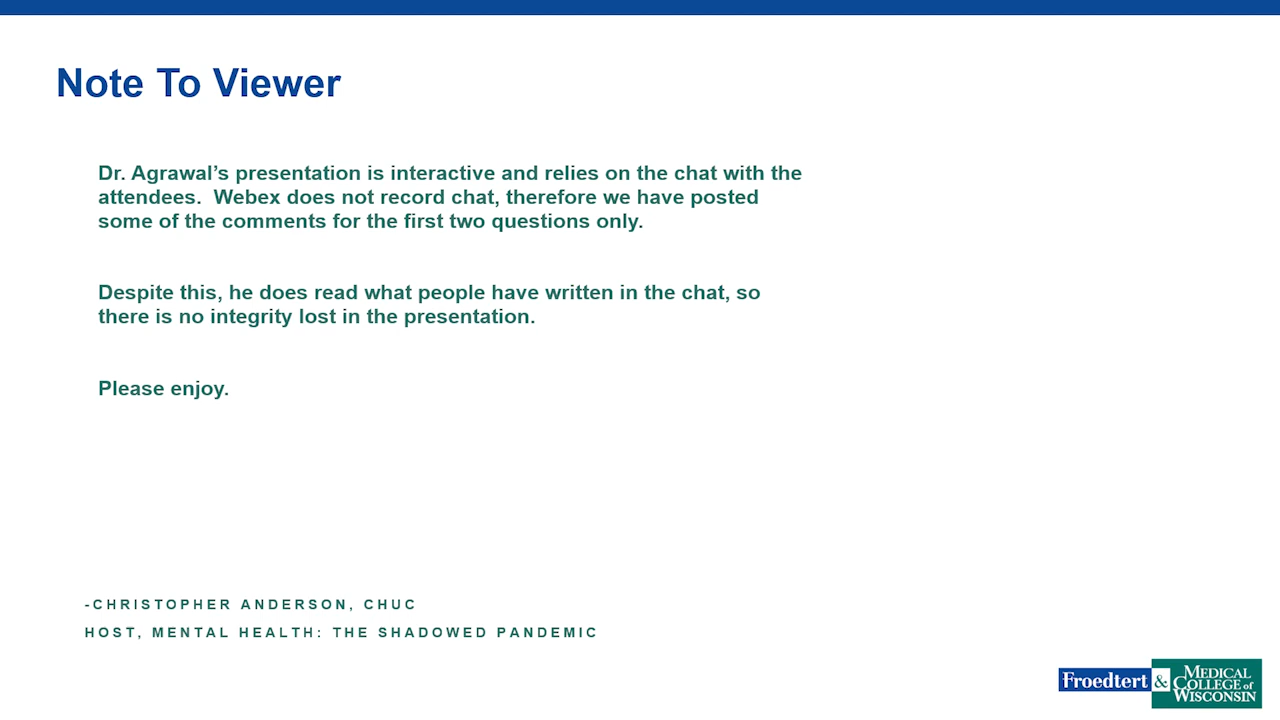 Note To Viewer
Dr. Agrawal’s presentation is interactive and relies on the chat with the
attendees.  Webex does not record chat, therefore we have posted
some of the comments for the first two questions only.
Despite this, he does read what people have written in the chat, so
there is no integrity lost in the presentation.
Please enjoy.
-CHRISTOPHER ANDERSON, CHUC
HOST, MENTAL HEALTH: THE SHADOWED PANDEMIC
Froedtert & MEDICAL
COLLEGE of
WISCONSIN